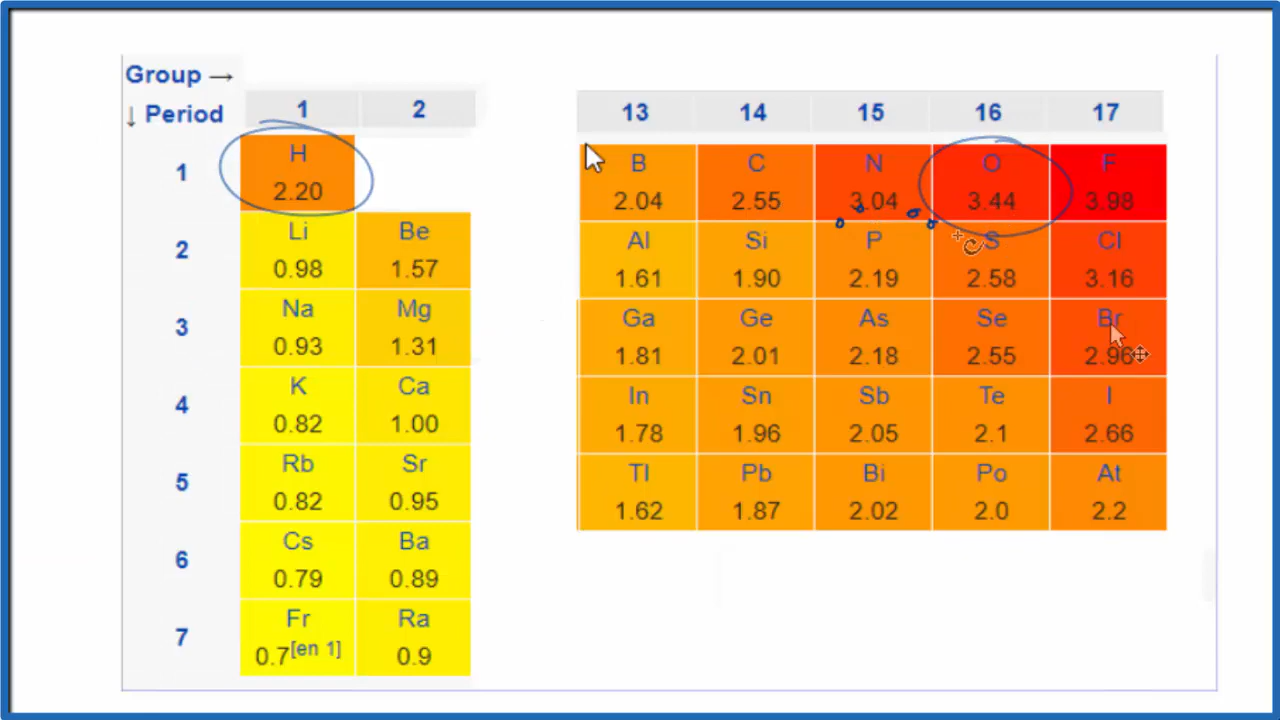 Group →
↓ Period 1 2 13 14 15 16 17
1 H B C N O F
2.20 2.04 2.55 3.04 3.44 3.98
2 Li Be Al Si P S Cl
0.98 1.57 1.61 1.90 2.19 2.58 3.16
3 Na Mg Ga Ge As Se Br
0.93 1.31 1.81 2.01 2.18 2.55 2.96
4 K Ca In Sn Sb Te I
0.82 1.00 1.78 1.96 2.05 2.1 2.66
5 Rb Sr Tl Pb Bi Po At
0.82 0.95 1.62 1.87 2.02 2.0 2.2
6 Cs Ba
0.79 0.89
7 Fr Ra
0.7[en 1] 0.9